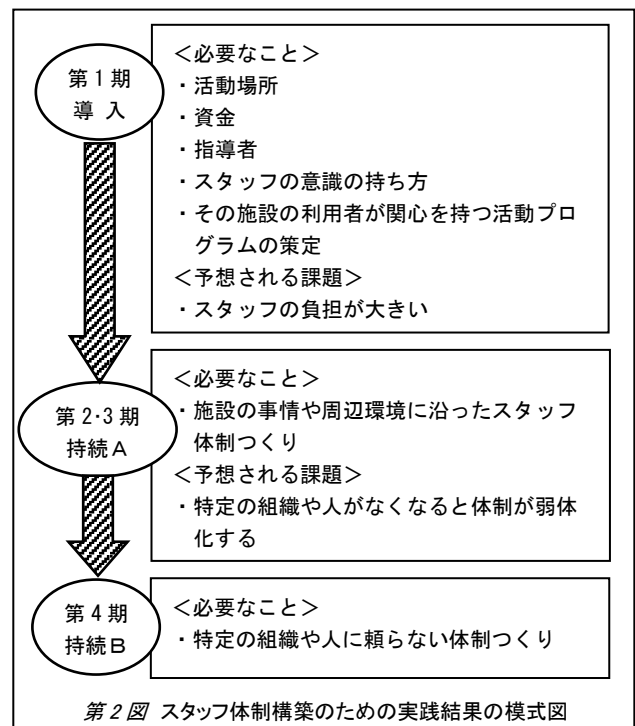 第1期
導 入
＜必要なこと＞
・活動場所
・資金
・指導者
・スタッフの意識の持ち方
・その施設の利用者が関心を持つ活動プロ
グラムの策定
＜予想される課題＞
・スタッフの負担が大きい
第2･3期
持続Ａ
＜必要なこと＞
・施設の事情や周辺環境に沿ったスタッフ
体制つくり
＜予想される課題＞
・特定の組織や人がなくなると体制が弱体
化する
第4期
持続Ｂ
＜必要なこと＞
・特定の組織や人に頼らない体制つくり
第2図 スタッフ体制構築のための実践結果の模式図